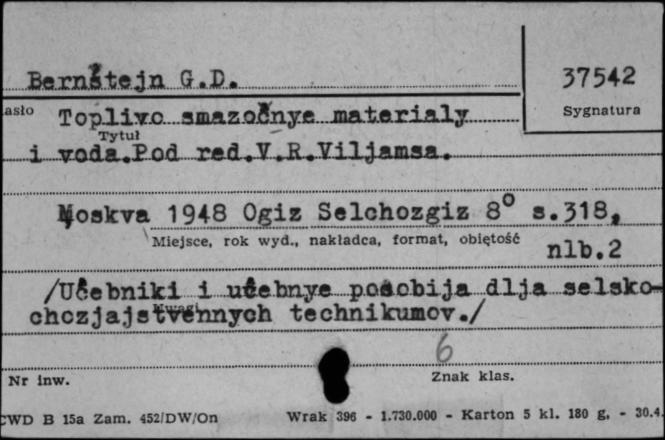 Bernštejn G.D.
37542
Sygnatura
asło Toplivo smazočnye materialy
Tytuł
i voda.Pod red.V.R.Viljamsa.
Moskva 1948 Ogiz Selchozgiz 8° s.318,
Miejsce, rok wyd., nakładca, format, objętość
nlb.2
/Učebniki i učebnye posobija dlja selsko-
chozjajstvennych technikumov./
6
Nr inw.
Znak klas.
CWD B 15a Zam. 452/DW/On Wrak 396 - 1.730.000 - Karton 5 kl. 180 g. - 30.4.